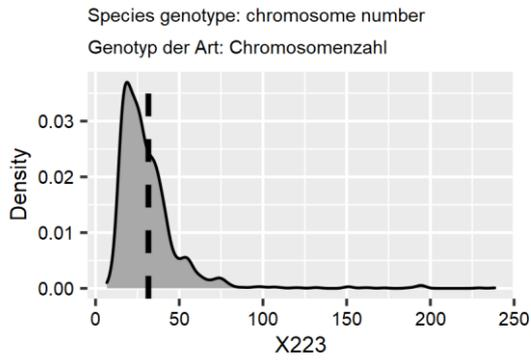 Species genotype: chromosome number
Genotyp der Art: Chromosomenzahl
Density
0.03
0.02
0.01
0.00
0 50 100 150 200 250
X223